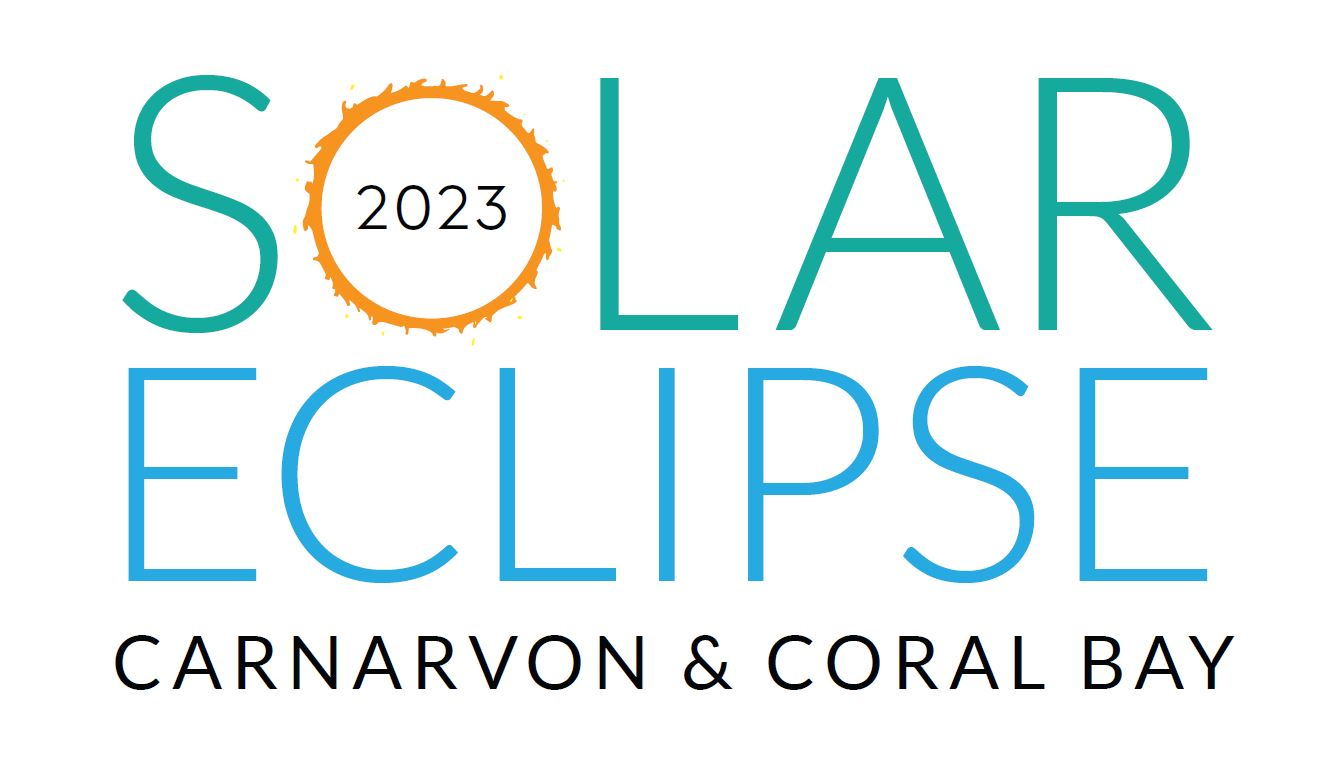 SOLAR
2023
ECLIPSE
CARNARVON & CORAL BAY